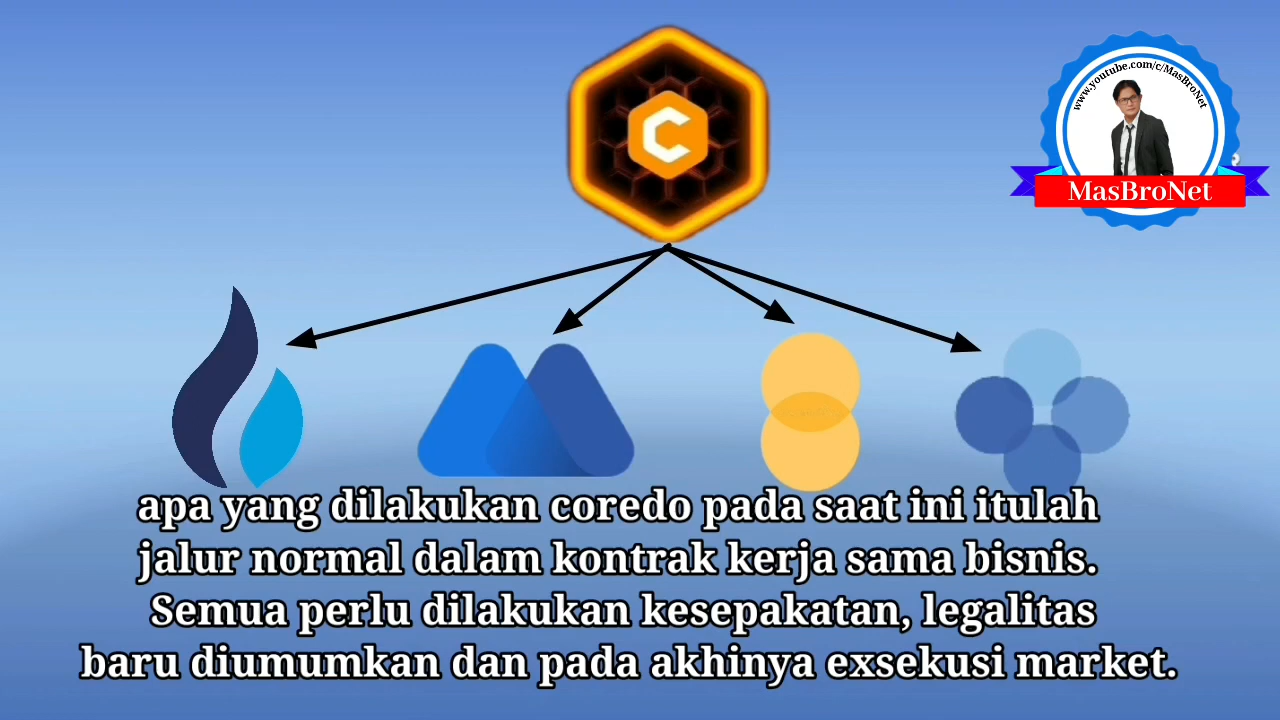 www.youtube.com/c/MasBroNet
MasBroNet
apa yang dilakukan coredo pada saat ini itulah
jalur normal dalam kontrak kerja sama bisnis.
Semua perlu dilakukan kesepakatan, legalitas
baru diumumkan dan pada akhinya exsekusi market.